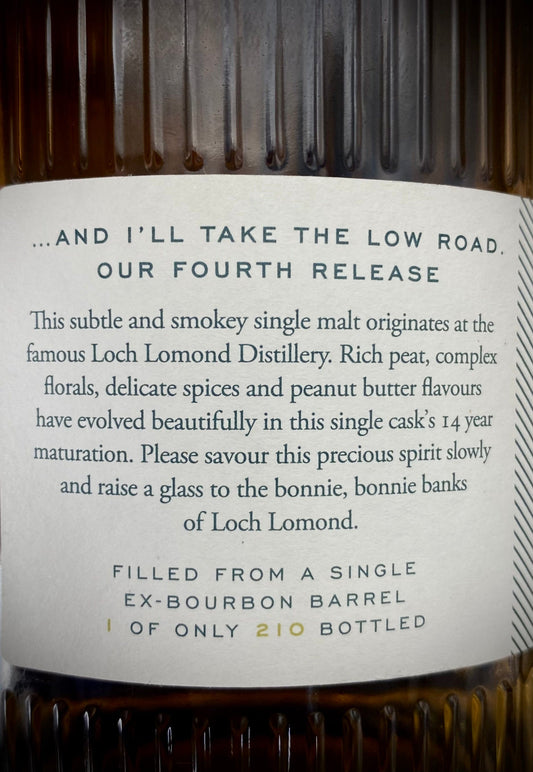 ...AND I'LL TAKE THE LOW ROAD.
OUR FOURTH RELEASE
This subtle and smokey single malt originates at the
famous Loch Lomond Distillery. Rich peat, complex
florals, delicate spices and peanut butter flavours
have evolved beautifully in this single cask's 14 year
maturation. Please savour this precious spirit slowly
and raise a glass to the bonnie, bonnie banks
of Loch Lomond.
FILLED FROM A SINGLE
EX-BOURBON BARREL
1 OF ONLY 210 BOTTLED